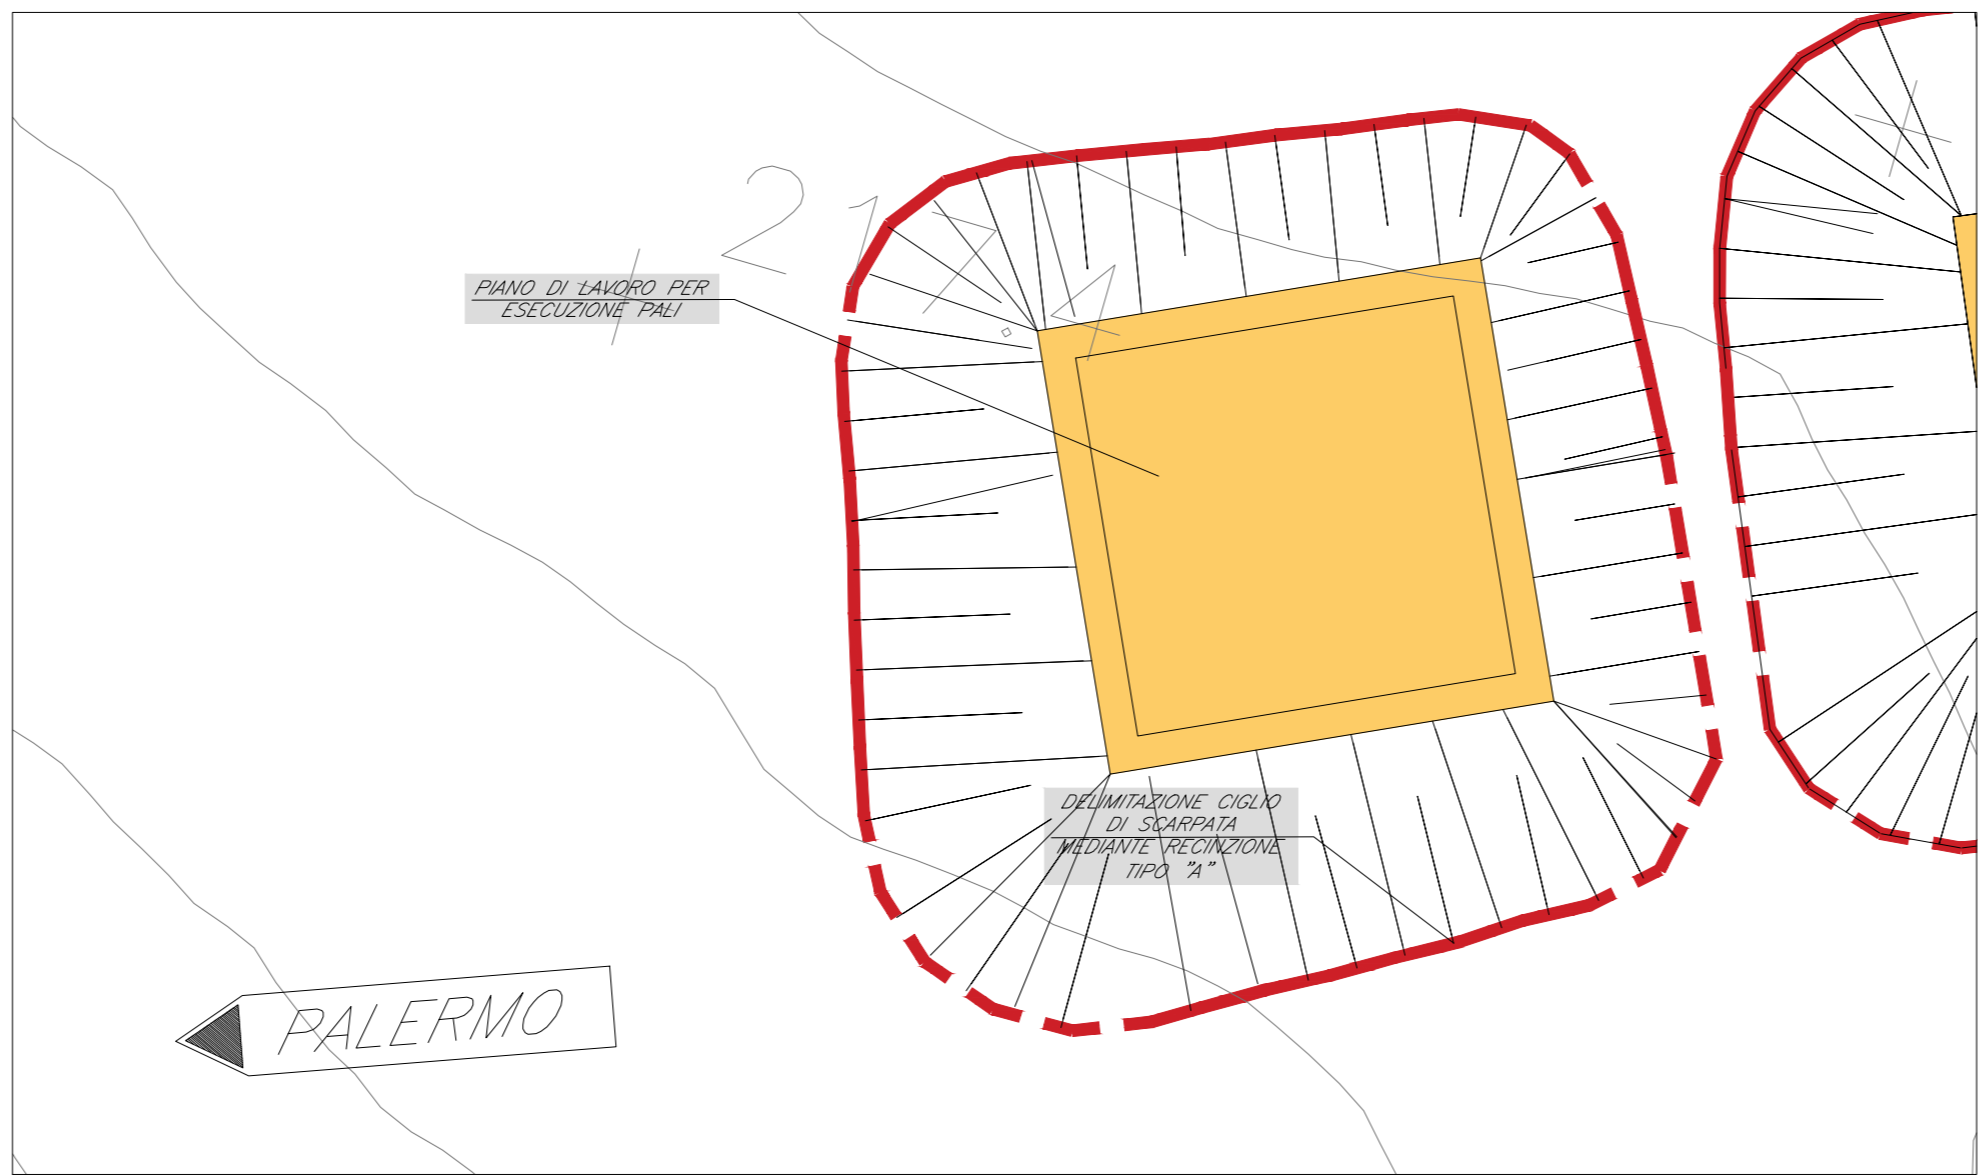 PIANO DI LAVORO PER
ESECUZIONE PALI
DELIMITAZIONE CIGLIO
DI SCARPATA
MEDIANTE RECINZIONE
TIPO "A"
PALERMO